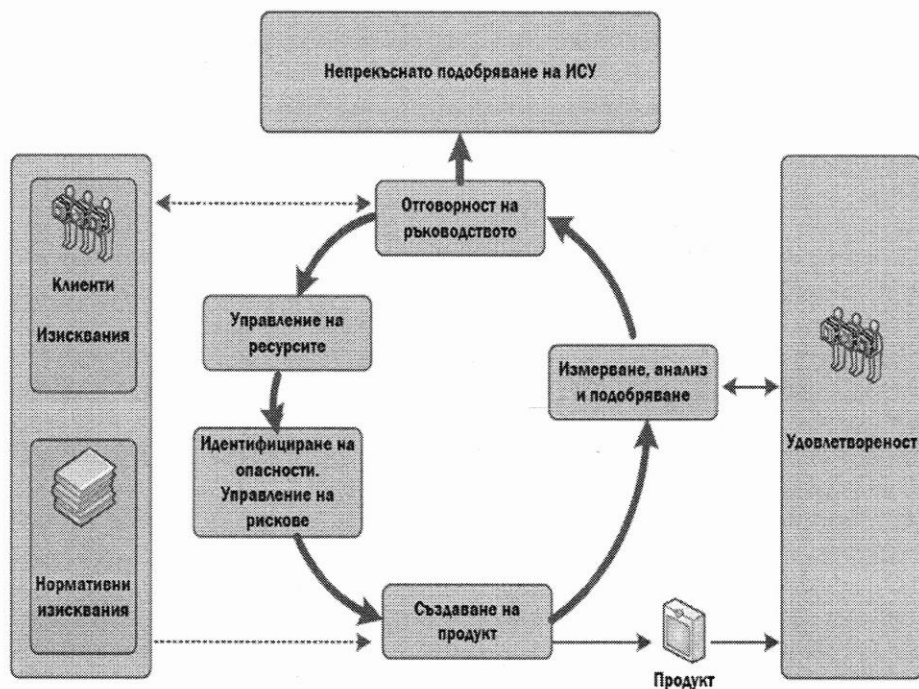 Непрекъснато подобряване на ИСУ
Отговорност на
ръководството
Клиенти
Изисквания
Управление на
ресурсите
Измерване, анализ
и подобряване
Удовлетвореност
Идентифициране на
опасности.
Управление на
рискове
Нормативни
изисквания
Създаване на
продукт
Продукт